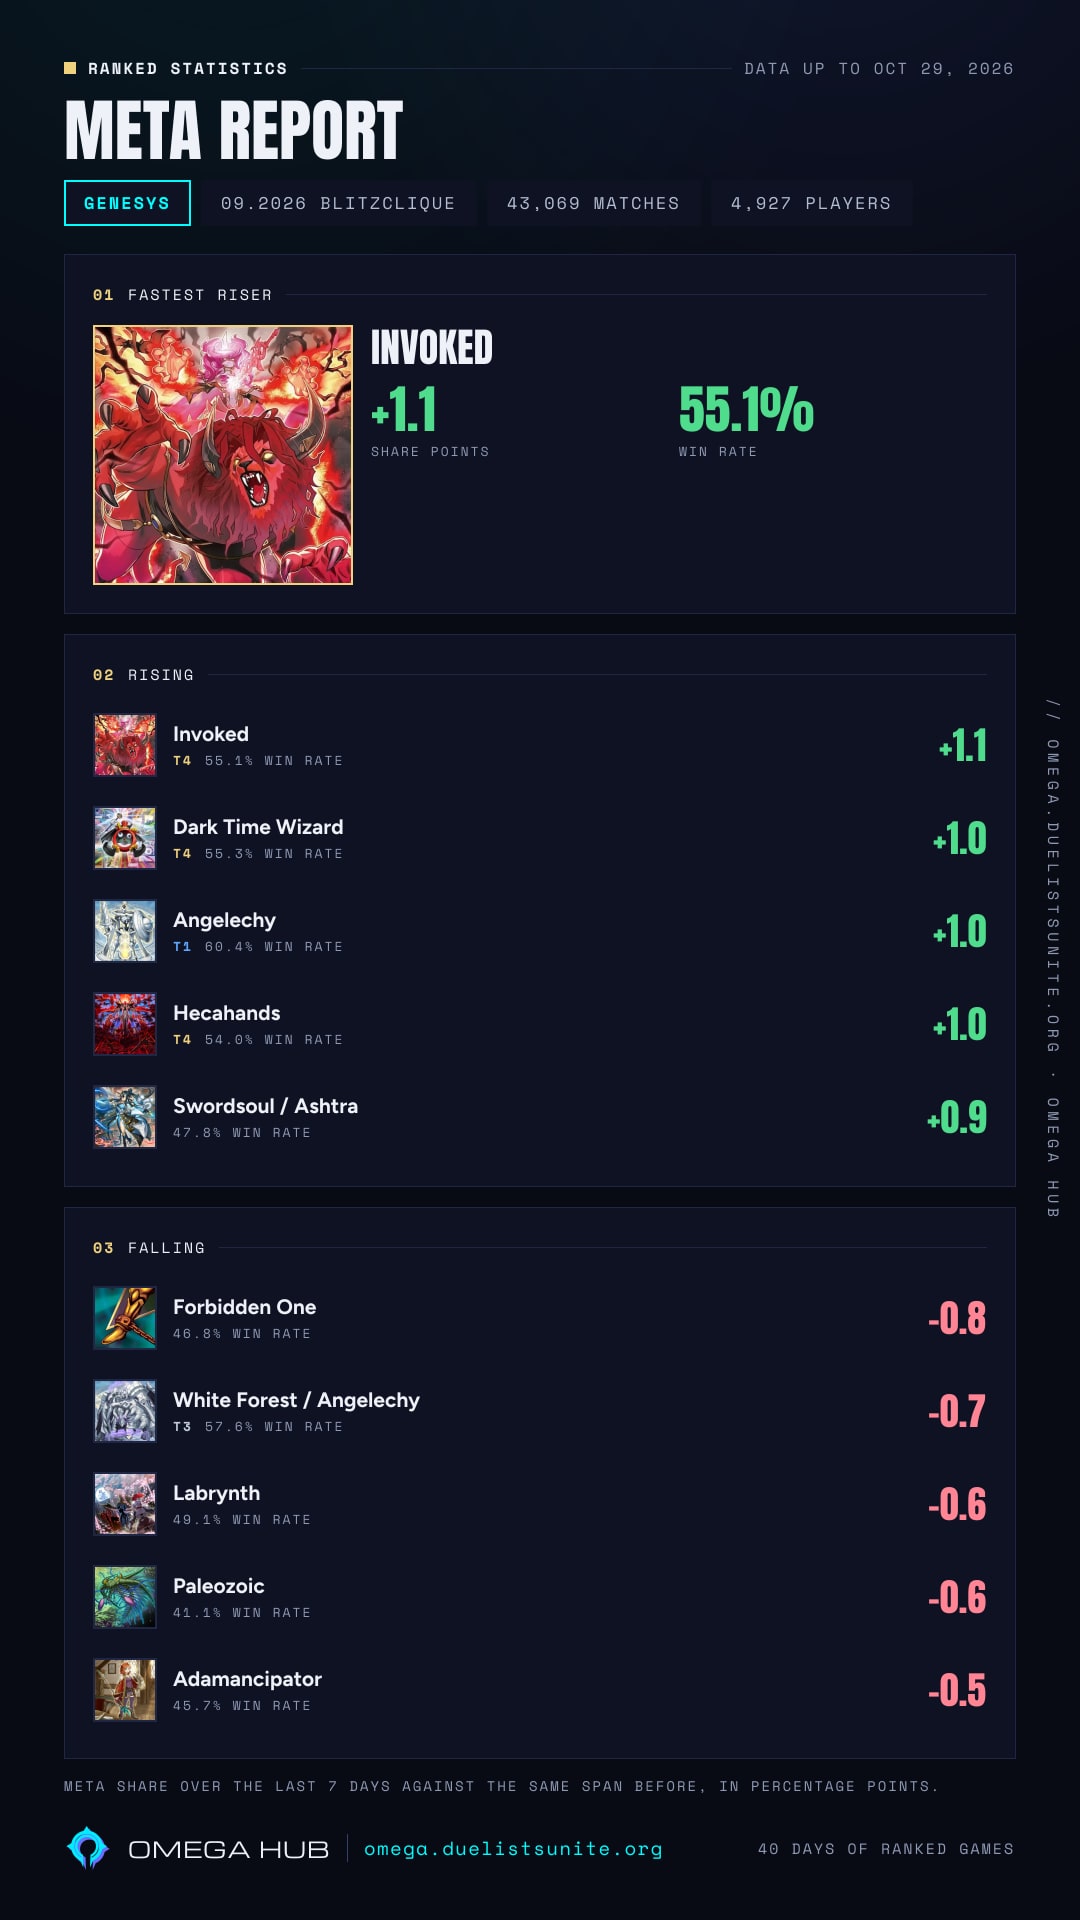 RANKED STATISTICS
DATA UP TO OCT 29, 2026
META REPORT
GENESYS
09.2026 BLITZCLIQUE
43,069 MATCHES
4,927 PLAYERS
01 FASTEST RISER
INVOKED
+1.1
SHARE POINTS
55.1%
WIN RATE
02 RISING
Invoked
T4 55.1% WIN RATE
+1.1
Dark Time Wizard
T4 55.3% WIN RATE
+1.0
Angelechy
T1 60.4% WIN RATE
+1.0
Hecahands
T4 54.0% WIN RATE
+1.0
Swordsoul / Ashtra
47.8% WIN RATE
+0.9
03 FALLING
Forbidden One
46.8% WIN RATE
-0.8
White Forest / Angelechy
T3 57.6% WIN RATE
-0.7
Labrynth
49.1% WIN RATE
-0.6
Paleozoic
41.1% WIN RATE
-0.6
Adamancipator
45.7% WIN RATE
-0.5
META SHARE OVER THE LAST 7 DAYS AGAINST THE SAME SPAN BEFORE, IN PERCENTAGE POINTS.
OMEGA HUB
omega.duelistsunite.org
40 DAYS OF RANKED GAMES
// OMEGA.DUELISTSUNITE.ORG · OMEGA HUB